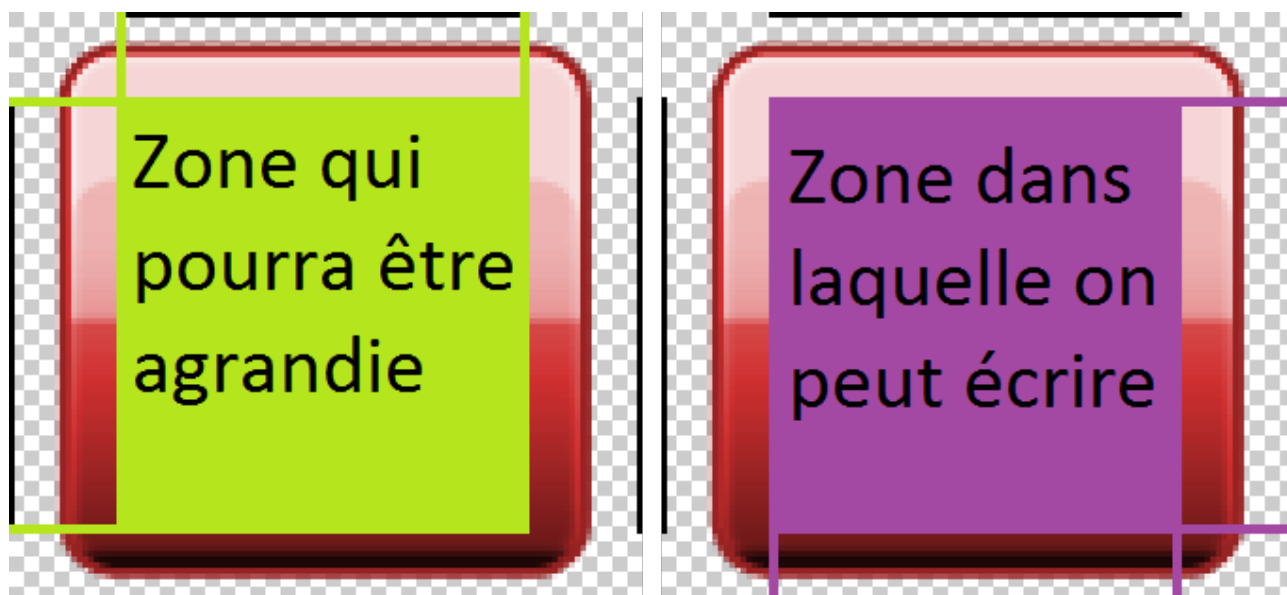 Zone qui
pourra être
agrandie
Zone dans
laquelle on
peut écrire